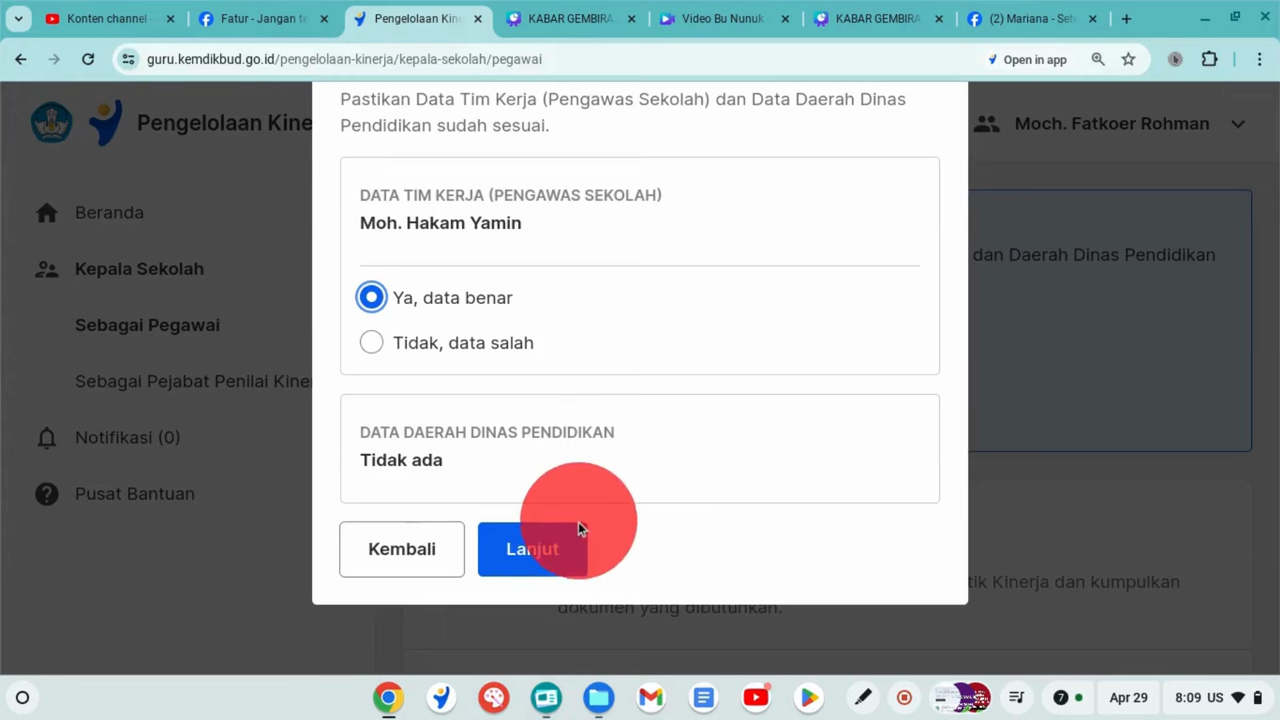 Konten channel -
Fatur - Jangan te
Pengelolaan Kine
KABAR GEMBIRA
Video Bu Nunuk
KABAR GEMBIRA
(2) Mariana - Set
guru.kemdikbud.go.id/pengelolaan-kinerja/kepala-sekolah/pegawai
Open in app
Pengelolaan Kine
Moch. Fatkoer Rohman
Beranda
Kepala Sekolah
Sebagai Pegawai
Sebagai Pejabat Penilai Kiner
Notifikasi (0)
Pusat Bantuan
Pastikan Data Tim Kerja (Pengawas Sekolah) dan Data Daerah Dinas
Pendidikan sudah sesuai.
DATA TIM KERJA (PENGAWAS SEKOLAH)
Moh. Hakam Yamin
Ya, data benar
Tidak, data salah
DATA DAERAH DINAS PENDIDIKAN
Tidak ada
Kembali
Lanjut
dan Daerah Dinas Pendidikan
tik Kinerja dan kumpulkan
dokumen yang dibutuhkan.
7
Apr 29
8:09 US